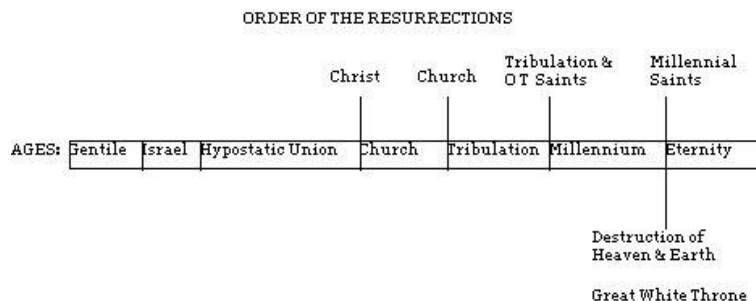 ORDER OF THE RESURRECTIONS
Christ
Church
Tribulation &
O T Saints
Millennial
Saints
AGES: Gentile Israel Hypostatic Union Church Tribulation Millennium Eternity
Destruction of
Heaven & Earth
Great White Throne